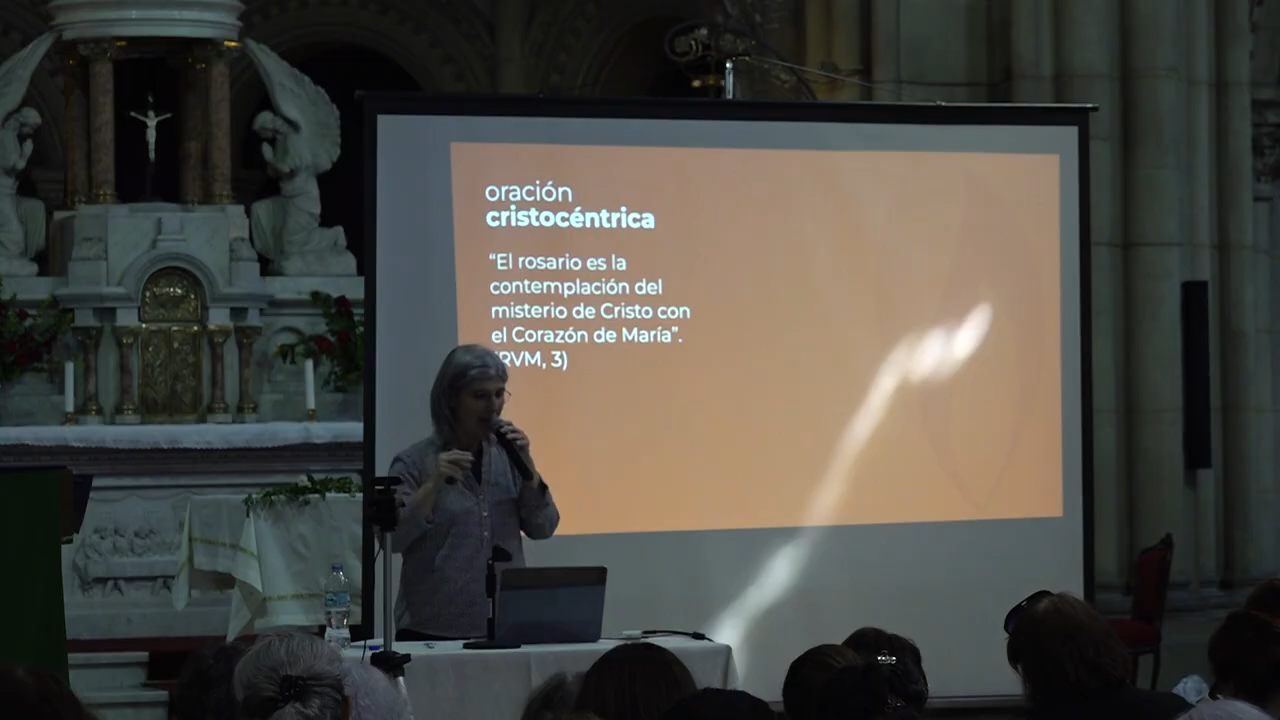 oración
cristocéntrica
“El rosario es la
contemplación del
misterio de Cristo con
el Corazón de María”.
RVM, 3)